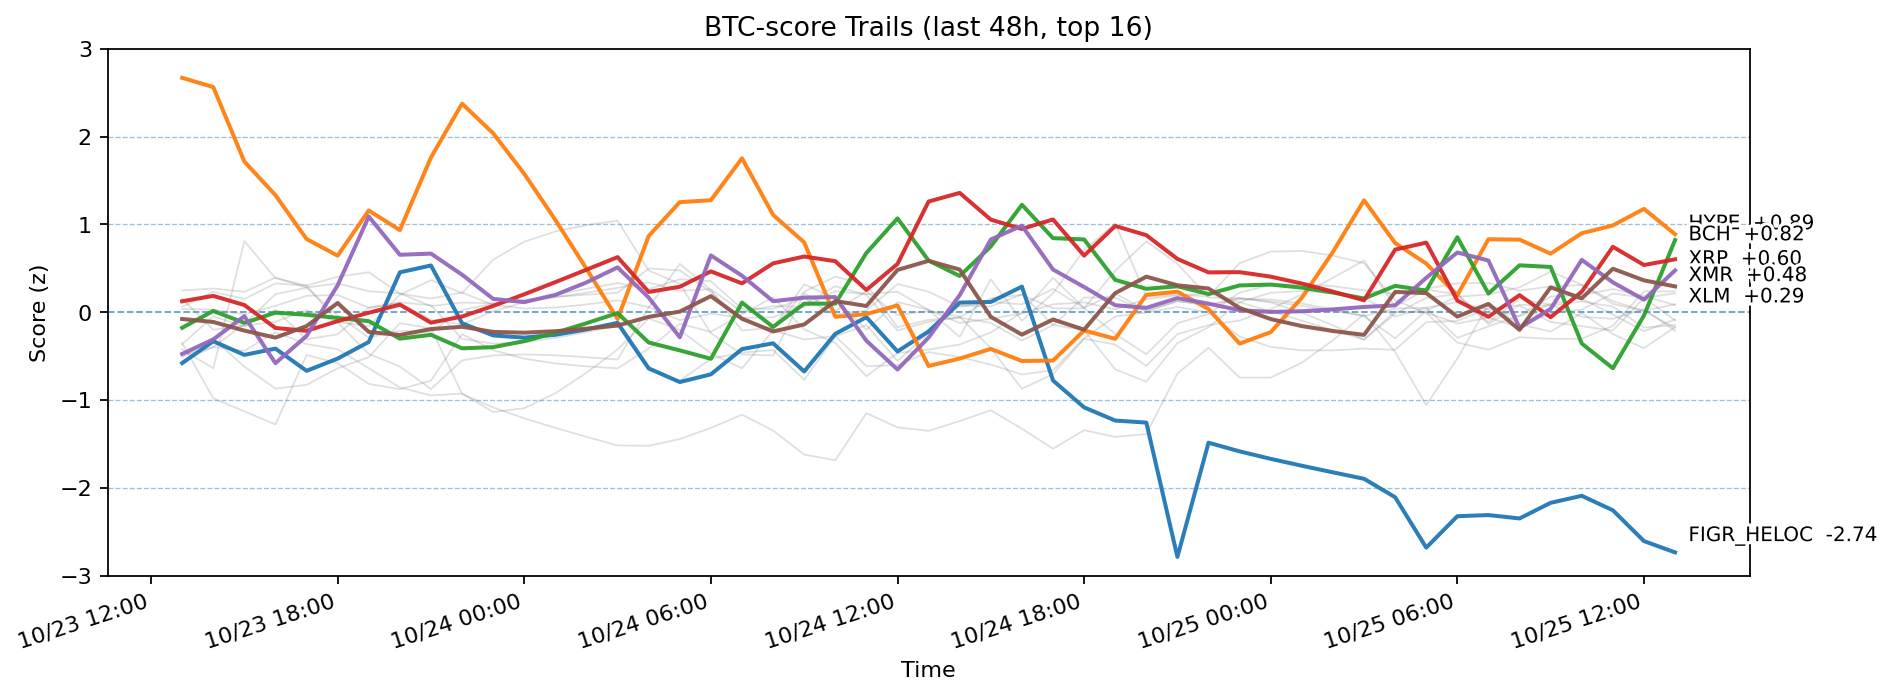 BTC-score Trails (last 48h, top 16)
Score (z)
3
2
1
0
−1
−2
−3
HYPE +0.89
BCH +0.82
XRP +0.60
XMR +0.48
XLM +0.29
FIGR_HELOC -2.74
10/23 12:00
10/23 18:00
10/24 00:00
10/24 06:00
10/24 12:00
10/24 18:00
10/25 00:00
10/25 06:00
10/25 12:00
Time